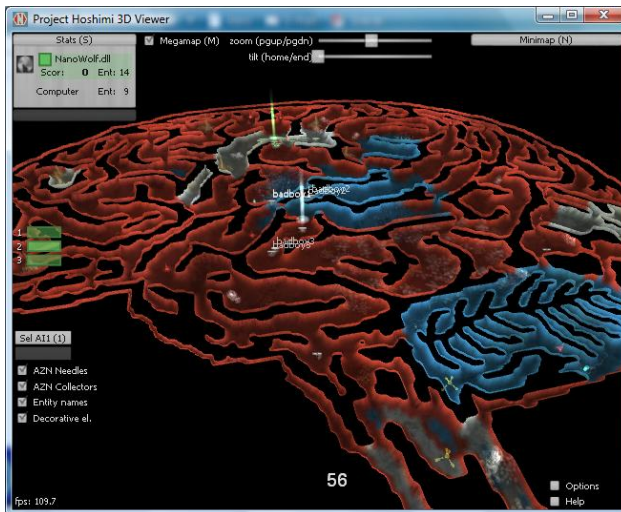 Project Hoshimi 3D Viewer
Stats (S)
Megamap (M) zoom (pgup/pgdn)
Minimap (N)
tilt (home/end)
NanoWolf.dll
Scor: 0 Ent: 14
Computer Ent: 9
badboy2
badboy3
1
2
3
Sel AI1 (1)
AZN Needles
AZN Collectors
Entity names
Decorative el.
56
Options
fps: 109.7
Help